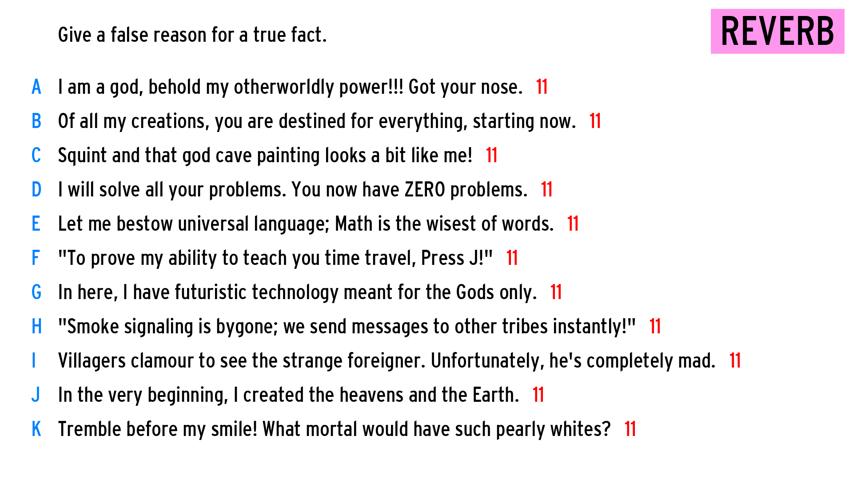 Give a false reason for a true fact.
REVERB
A I am a god, behold my otherworldly power!!! Got your nose. 11
B Of all my creations, you are destined for everything, starting now. 11
C Squint and that god cave painting looks a bit like me! 11
D I will solve all your problems. You now have ZERO problems. 11
E Let me bestow universal language; Math is the wisest of words. 11
F "To prove my ability to teach you time travel, Press J!" 11
G In here, I have futuristic technology meant for the Gods only. 11
H "Smoke signaling is bygone; we send messages to other tribes instantly!" 11
I Villagers clamour to see the strange foreigner. Unfortunately, he's completely mad. 11
J In the very beginning, I created the heavens and the Earth. 11
K Tremble before my smile! What mortal would have such pearly whites? 11